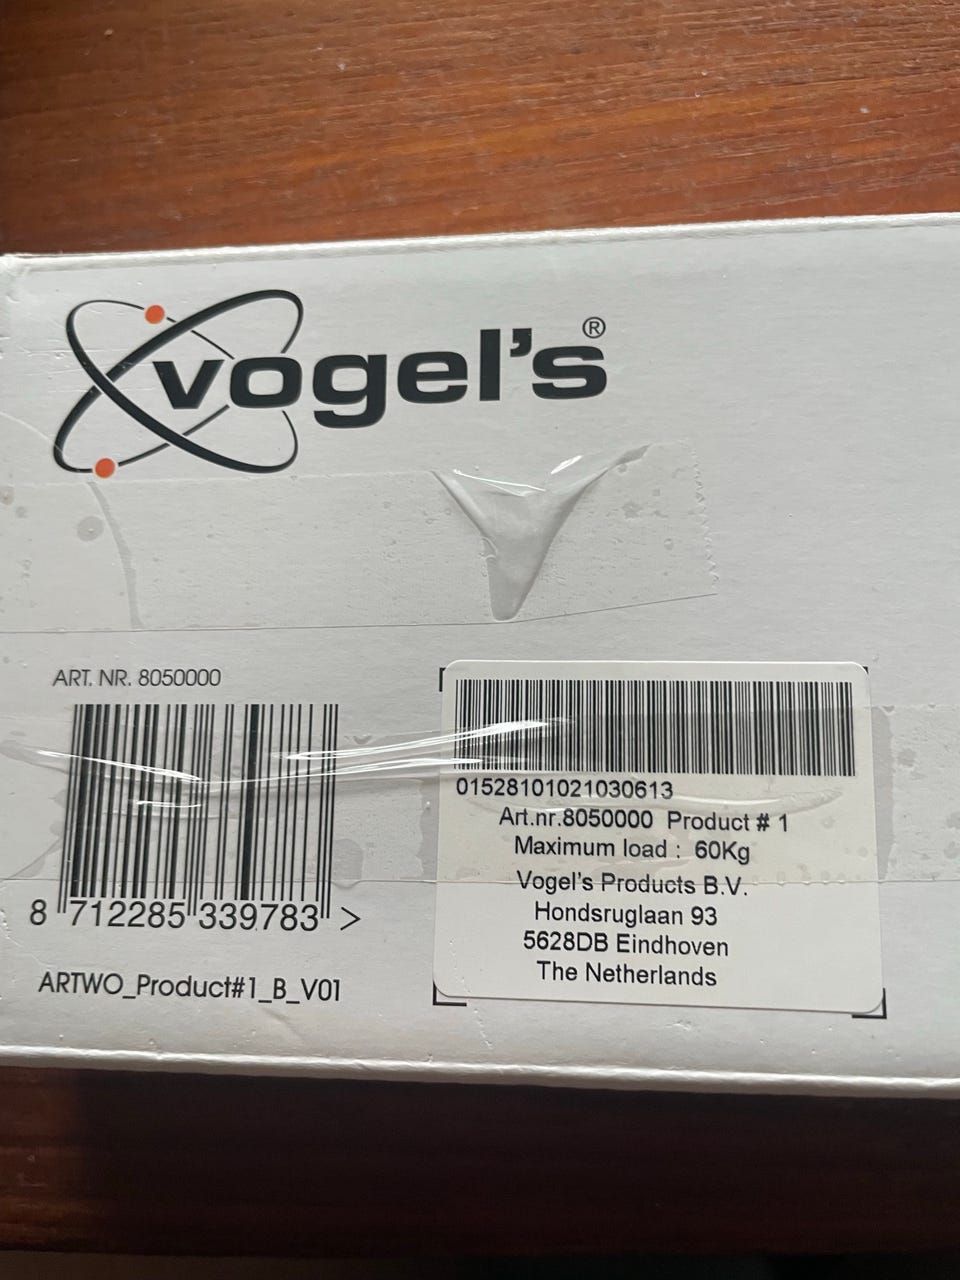 vogel's®
ART. NR. 8050000
8 712285 339783 >
ARTWO_Product#1_B_V01
01528101021030613
Art.nr.8050000 Product # 1
Maximum load : 60Kg
Vogel's Products B.V.
Hondsruglaan 93
5628DB Eindhoven
The Netherlands